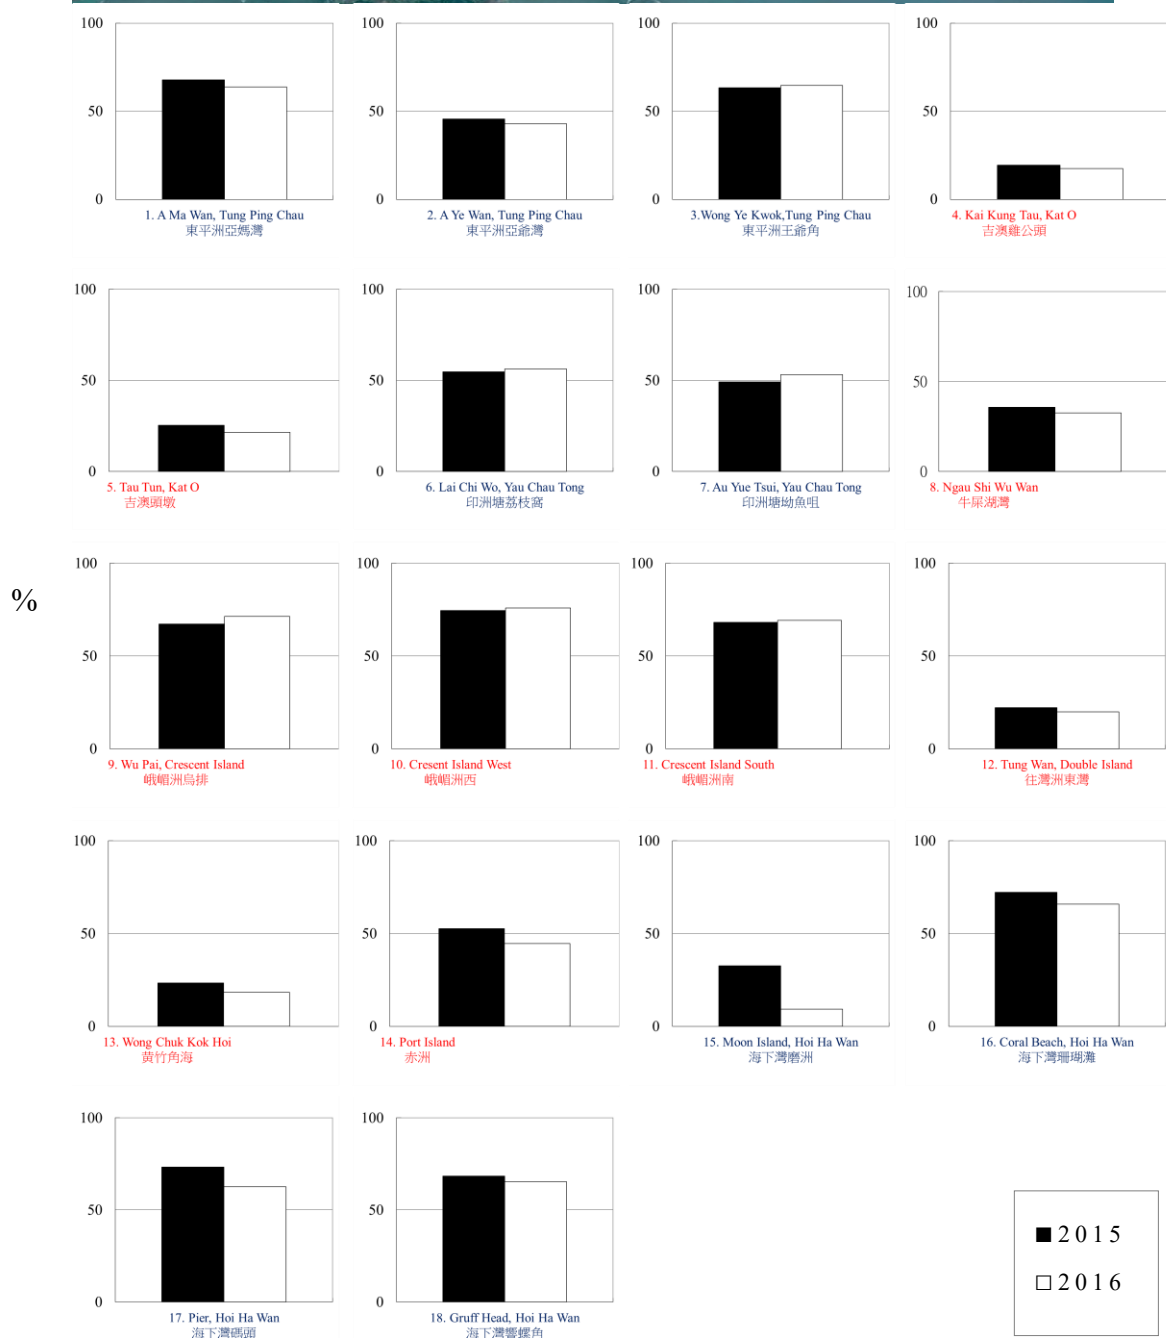 100
50
0
1. A Ma Wan, Tung Ping Chau
東平洲亞媽灣
100
50
0
2. A Ye Wan, Tung Ping Chau
東平洲亞爺灣
100
50
0
3.Wong Ye Kwok,Tung Ping Chau
東平洲王爺角
100
50
0
4. Kai Kung Tau, Kat O
吉澳雞公頭
100
50
0
5. Tau Tun, Kat O
吉澳頭墩
100
50
0
6. Lai Chi Wo, Yau Chau Tong
印洲塘荔枝窩
100
50
0
7. Au Yue Tsui, Yau Chau Tong
印洲塘坳魚咀
100
50
0
8. Ngau Shi Wu Wan
牛屎湖灣
%
100
50
0
9. Wu Pai, Crescent Island
峨嵋洲烏排
100
50
0
10. Cresent Island West
峨嵋洲西
100
50
0
11. Crescent Island South
峨嵋洲南
100
50
0
12. Tung Wan, Double Island
往灣洲東灣
100
50
0
13. Wong Chuk Kok Hoi
黄竹角海
100
50
0
14. Port Island
赤洲
100
50
0
15. Moon Island, Hoi Ha Wan
海下灣磨洲
100
50
0
16. Coral Beach, Hoi Ha Wan
海下灣珊瑚灘
100
50
0
17. Pier, Hoi Ha Wan
海下灣碼頭
100
50
0
18. Gruff Head, Hoi Ha Wan
海下灣響螺角
2015
2016